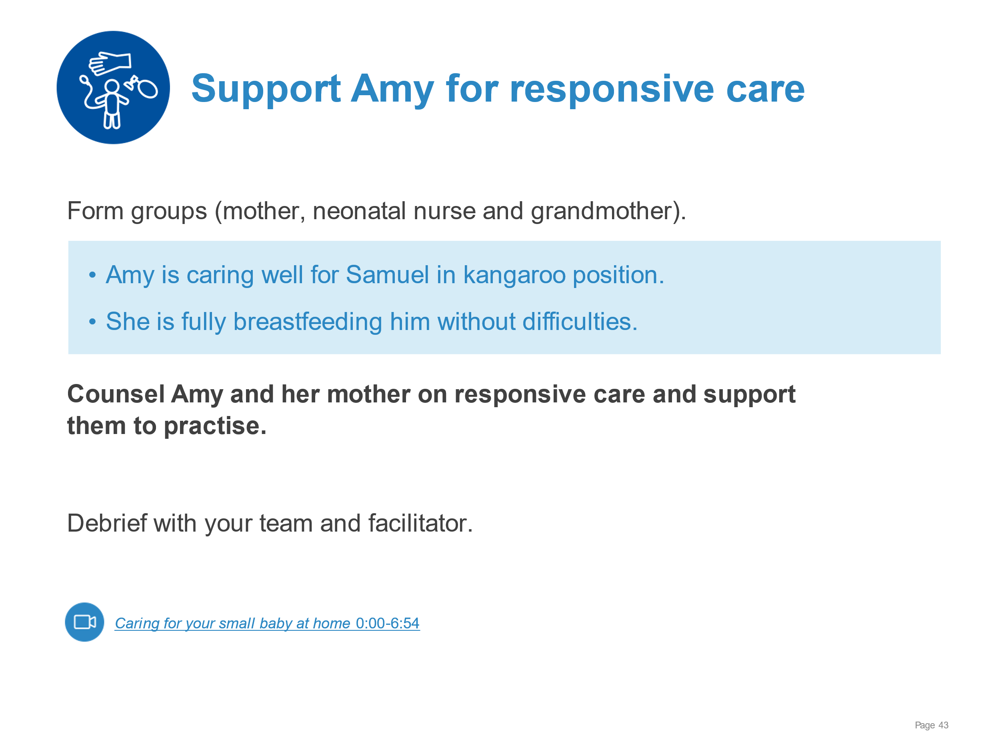 Support Amy for responsive care
Form groups (mother, neonatal nurse and grandmother).
• Amy is caring well for Samuel in kangaroo position.
• She is fully breastfeeding him without difficulties.
Counsel Amy and her mother on responsive care and support
them to practise.
Debrief with your team and facilitator.
Caring for your small baby at home 0:00-6:54
Page 43